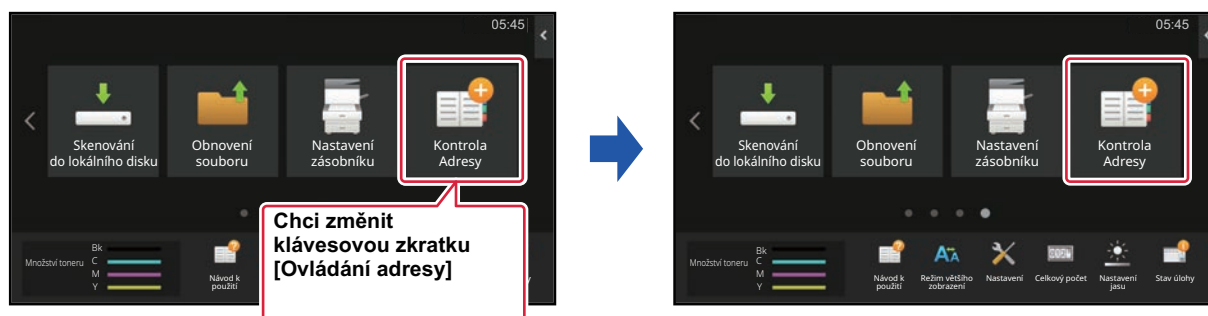 05:45
Skenování
do lokálního disku
Obnovení
souboru
Nastavení
zásobníku
Kontrola
Adresy
Chci změnit
klávesovou zkratku
[Ovládání adresy]
Množství toneru
Bk
C
M
Y
Návod k
použití
05:45
Skenování
do lokálního disku
Obnovení
souboru
Nastavení
zásobníku
Kontrola
Adresy
Množství toneru
Bk
C
M
Y
Návod k
použití
Režim většího
zobrazení
Nastavení
Celkový počet
Nastavení
jasu
Stav úlohy